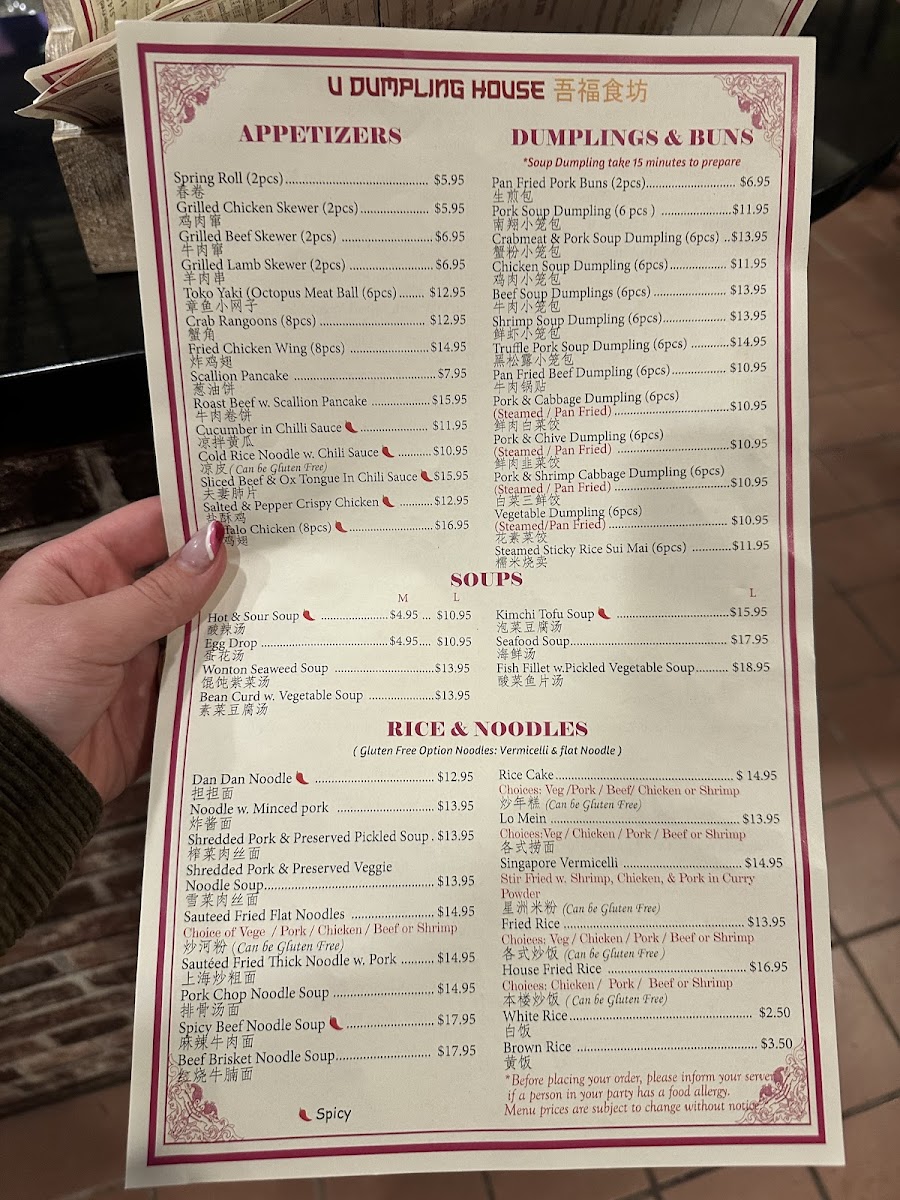 U DUMPLING HOUSE 吾福食坊
APPETIZERS
Spring Roll (2pcs) $5.95
春卷
Grilled Chicken Skewer (2pcs) $5.95
鸡肉窜
Grilled Beef Skewer (2pcs) $6.95
牛肉窜
Grilled Lamb Skewer (2pcs) $6.95
羊肉串
Toko Yaki (Octopus Meat Ball (6pcs) $12.95
章鱼小网子
Crab Rangoons (8pcs) $12.95
蟹角
Fried Chicken Wing (8pcs) $14.95
炸鸡翅
Scallion Pancake $7.95
葱油饼
Roast Beef w. Scallion Pancake $15.95
牛肉卷饼
Cucumber in Chilli Sauce $11.95
凉拌黄瓜
Cold Rice Noodle w. Chili Sauce $10.95
凉皮 (Can be Gluten Free)
Sliced Beef & Ox Tongue In Chili Sauce $15.95
夫妻肺片
Salted & Pepper Crispy Chicken $12.95
盐酥鸡
falo Chicken (8pcs) $16.95
鸡翅
DUMPLINGS & BUNS
*Soup Dumpling take 15 minutes to prepare
Pan Fried Pork Buns (2pcs) $6.95
生煎包
Pork Soup Dumpling (6 pcs ) $11.95
南翔小笼包
Crabmeat & Pork Soup Dumpling (6pcs) $13.95
蟹粉小笼包
Chicken Soup Dumpling (6pcs) $11.95
鸡肉小笼包
Beef Soup Dumplings (6pcs) $13.95
牛肉小笼包
Shrimp Soup Dumpling (6pcs) $13.95
鲜虾小笼包
Truffle Pork Soup Dumpling (6pcs) $14.95
黑松露小笼包
Pan Fried Beef Dumpling (6pcs) $10.95
牛肉锅贴
Pork & Cabbage Dumpling (6pcs)
(Steamed / Pan Fried) $10.95
鲜肉白菜饺
Pork & Chive Dumpling (6pcs)
(Steamed / Pan Fried) $10.95
鲜肉韭菜饺
Pork & Shrimp Cabbage Dumpling (6pcs)
(Steamed / Pan Fried) $10.95
白菜三鲜饺
Vegetable Dumpling (6pcs)
(Steamed/Pan Fried) $10.95
花素菜饺
Steamed Sticky Rice Sui Mai (6pcs) $11.95
糯米烧卖
SOUPS
M L
Hot & Sour Soup $4.95 ... $10.95
酸辣汤
Egg Drop $4.95.... $10.95
蛋花汤
Wonton Seaweed Soup $13.95
馄饨紫菜汤
Bean Curd w. Vegetable Soup $13.95
素菜豆腐汤
L
Kimchi Tofu Soup $15.95
泡菜豆腐汤
Seafood Soup $17.95
海鲜汤
Fish Fillet w.Pickled Vegetable Soup $18.95
酸菜鱼片汤
RICE & NOODLES
( Gluten Free Option Noodles: Vermicelli & flat Noodle )
Dan Dan Noodle $12.95
担担面
Noodle w. Minced pork $13.95
炸酱面
Shredded Pork & Preserved Pickled Soup . $13.95
榨菜肉丝面
Shredded Pork & Preserved Veggie
Noodle Soup $13.95
雪菜肉丝面
Sauteed Fried Flat Noodles $14.95
Choice of Vege / Pork / Chicken / Beef or Shrimp
炒河粉 (Can be Gluten Free)
Sautéed Fried Thick Noodle w. Pork $14.95
上海炒粗面
Pork Chop Noodle Soup $14.95
排骨汤面
Spicy Beef Noodle Soup $17.95
麻辣牛肉面
Beef Brisket Noodle Soup $17.95
红烧牛腩面
Spicy
Rice Cake $ 14.95
Choices: Veg /Pork / Beef/ Chicken or Shrimp
炒年糕 (Can be Gluten Free)
Lo Mein $13.95
Choices:Veg / Chicken / Pork / Beef or Shrimp
各式捞面
Singapore Vermicelli $14.95
Stir Fried w. Shrimp, Chicken, & Pork in Curry
Powder
星洲米粉 (Can be Gluten Free)
Fried Rice $13.95
Choices: Veg / Chicken / Pork / Beef or Shrimp
各式炒饭 (Can be Gluten Free )
House Fried Rice $16.95
Choices: Chicken / Pork / Beef or Shrimp
本楼炒饭 ( Can be Gluten Free)
White Rice $2.50
白饭
Brown Rice $3.50
黄饭
*Before placing your order, please inform your server
if a person in your party has a food allergy.
Menu prices are subject to change without notice